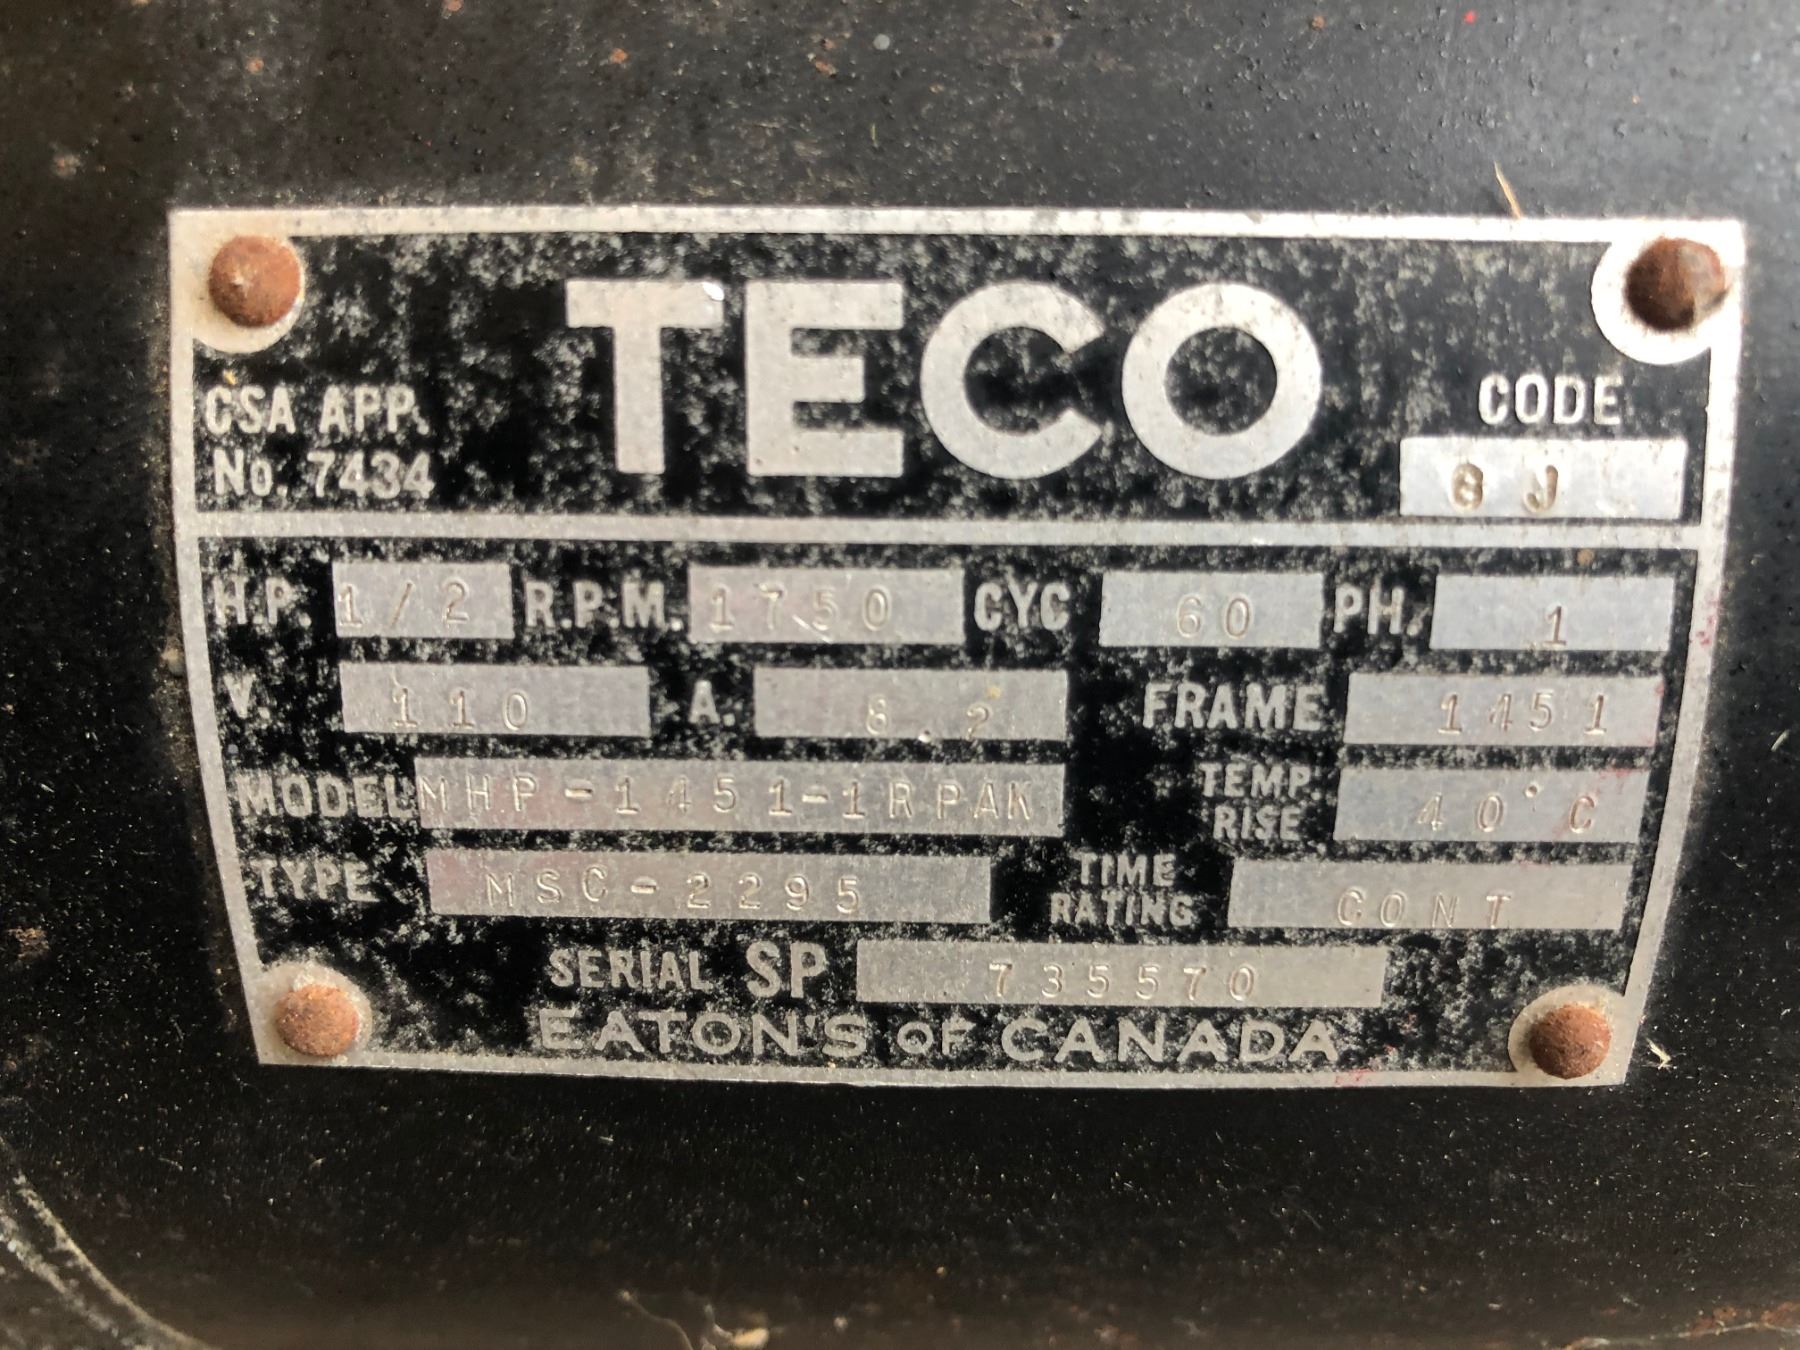 TECO
CSA APP.
No. 7434
CODE
8 J
H.P. 1/2 R.P.M. 1750 CYC 60 PH. 1
V. 110 A. 8.2 FRAME 1451
MODEL MHP-1451-1RPAK TEMP RISE 40°C
TYPE MSC-2295 TIME RATING CONT
SERIAL SP 735570
EATON'S OF CANADA